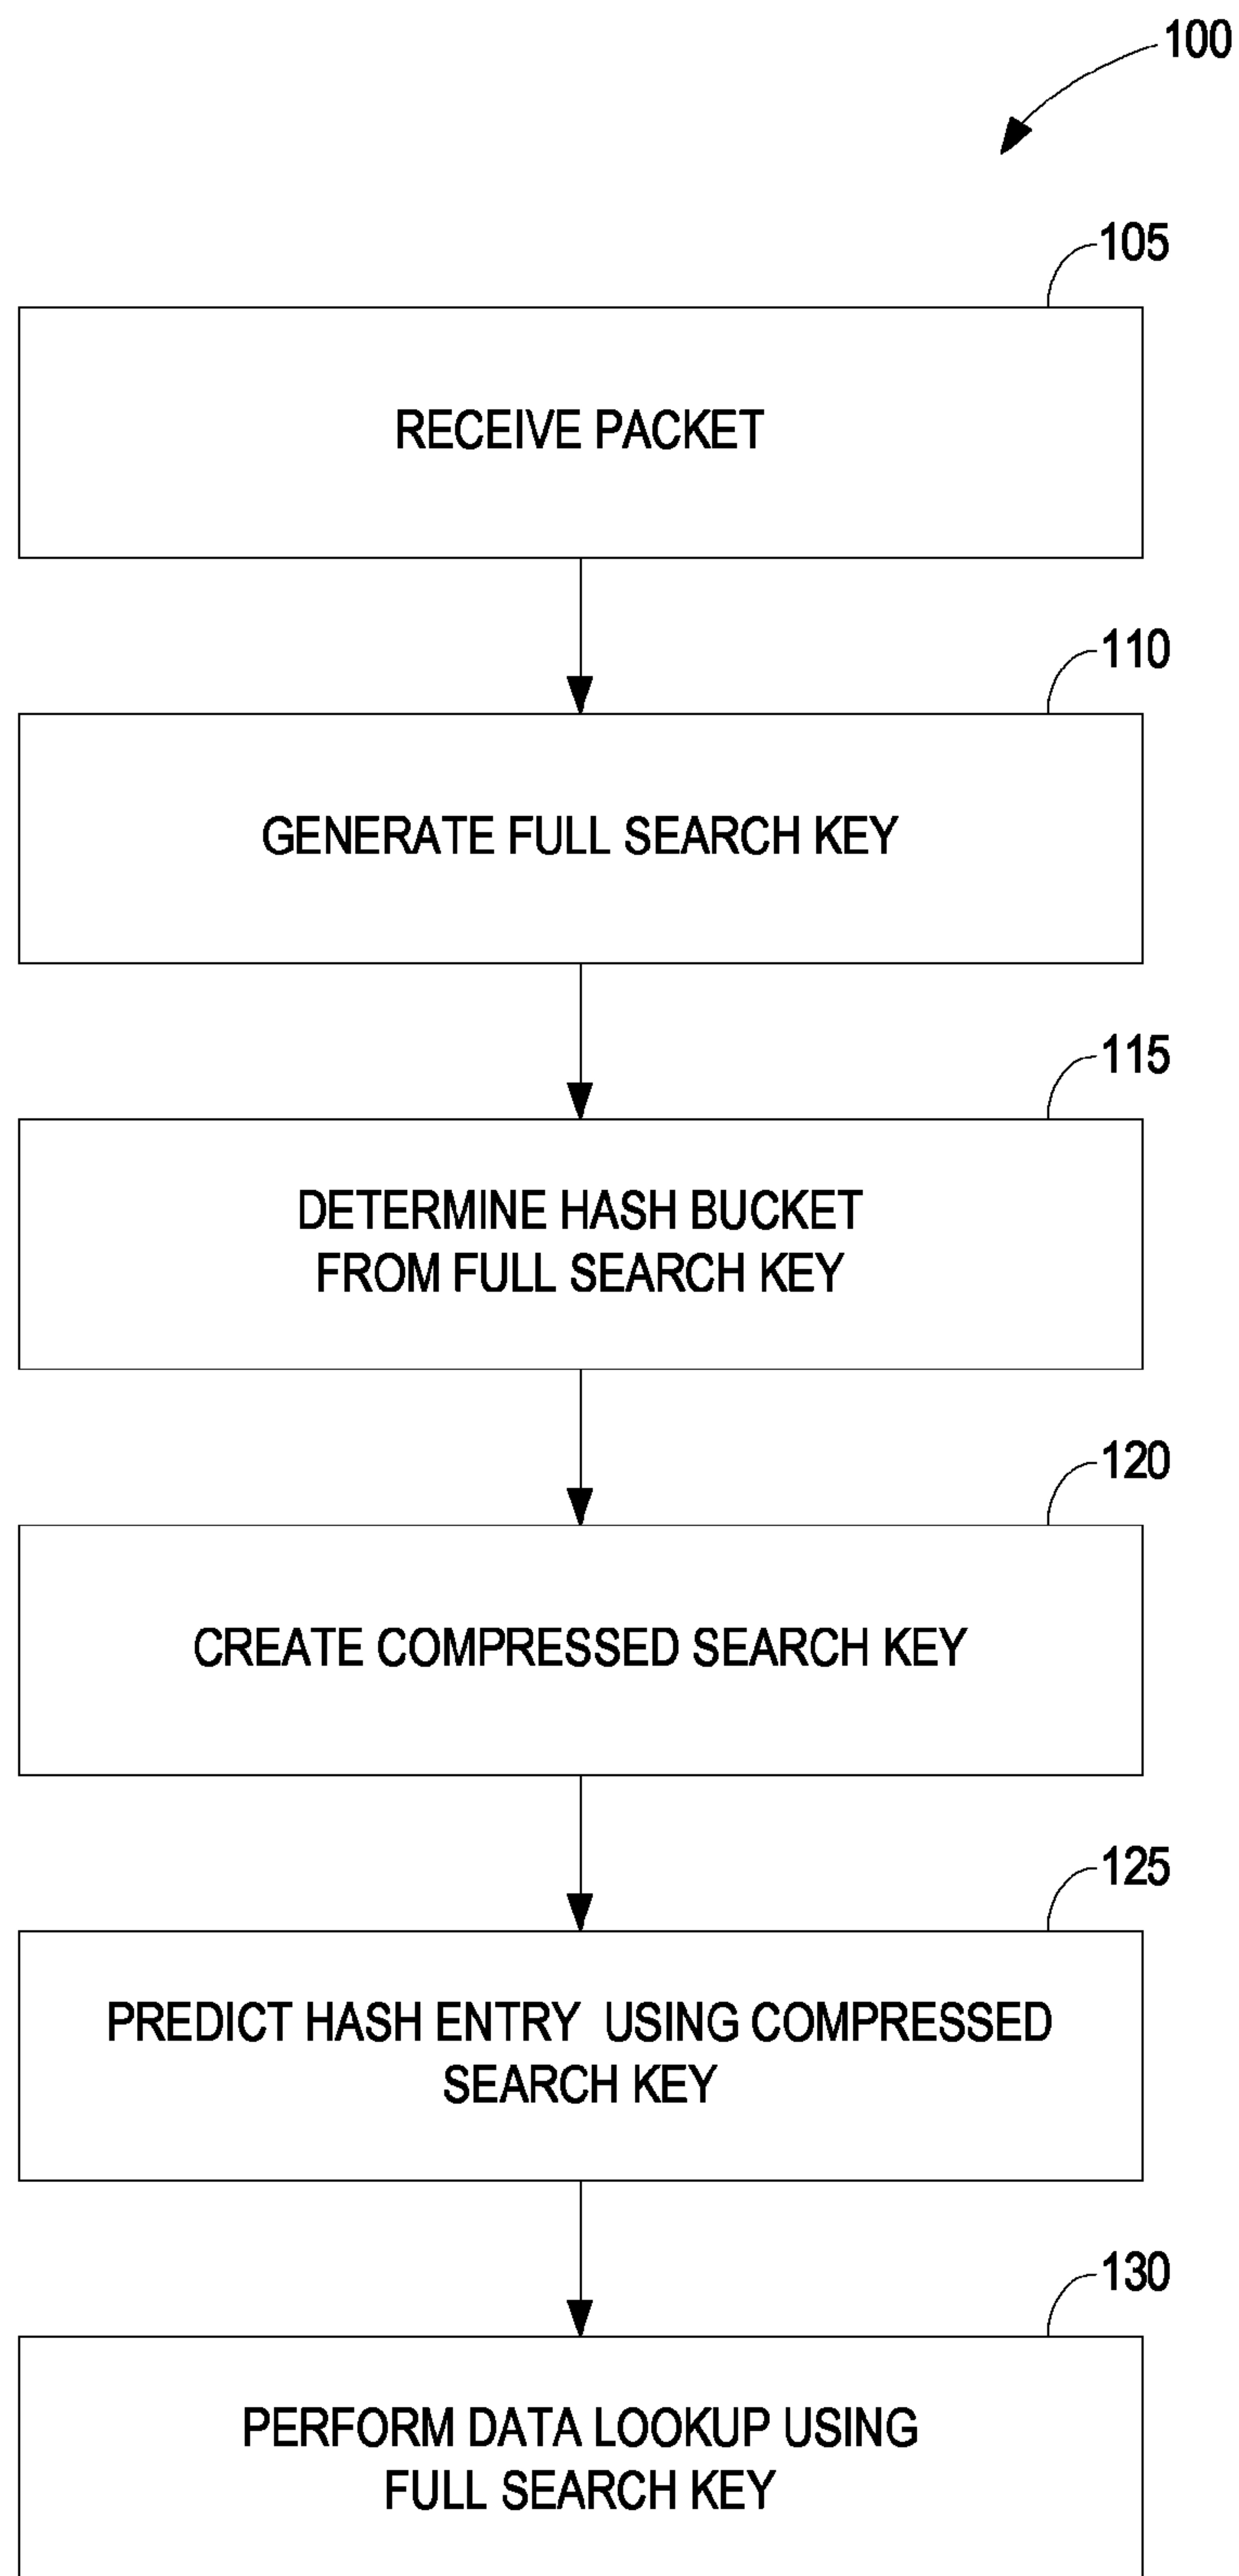 100
105
RECEIVE PACKET
110
GENERATE FULL SEARCH KEY
115
DETERMINE HASH BUCKET
FROM FULL SEARCH KEY
120
CREATE COMPRESSED SEARCH KEY
125
PREDICT HASH ENTRY USING COMPRESSED
SEARCH KEY
130
PERFORM DATA LOOKUP USING
FULL SEARCH KEY